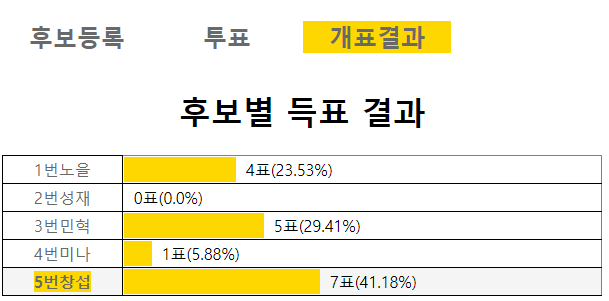 후보등록 투표 개표결과
후보별 득표 결과
1번노을 4표(23.53%)
2번성재 0표(0.0%)
3번민혁 5표(29.41%)
4번미나 1표(5.88%)
5번창섭 7표(41.18%)